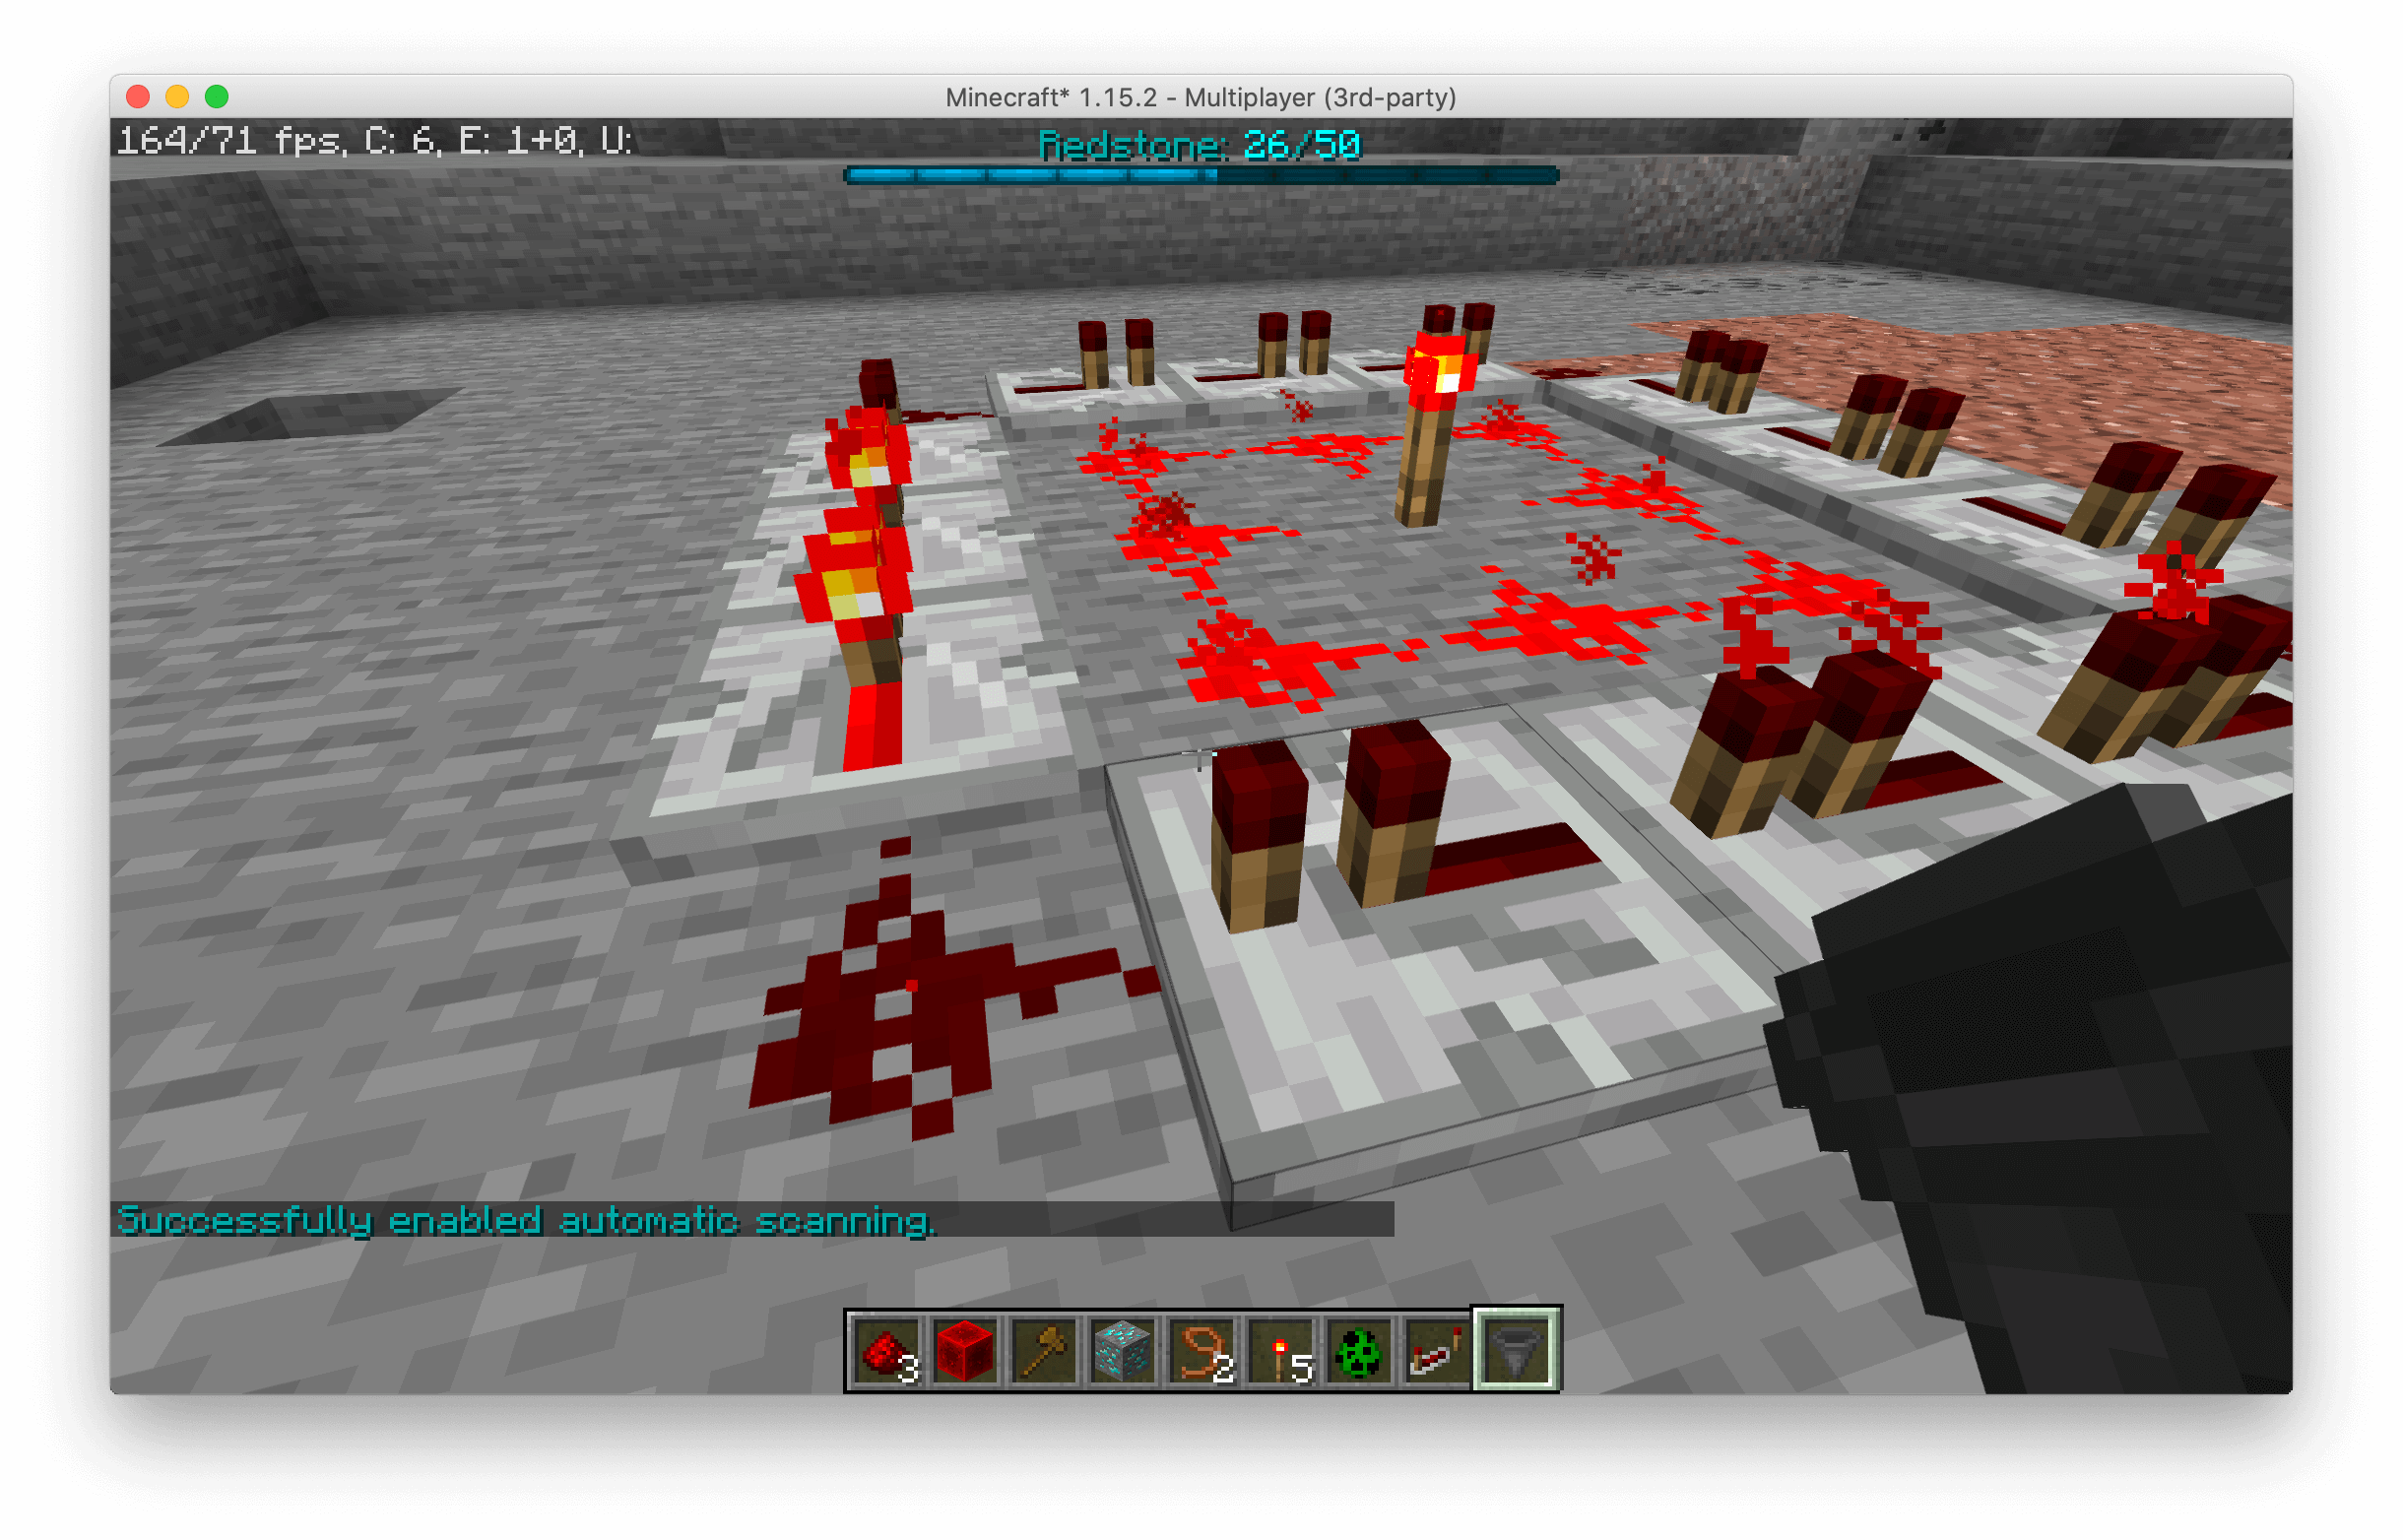 Minecraft* 1.15.2 - Multiplayer (3rd-party)
164/71 fps, C: 6, E: 1+0, U:
Redstone: 26/50
Successfully enabled automatic scanning.
3
2
5